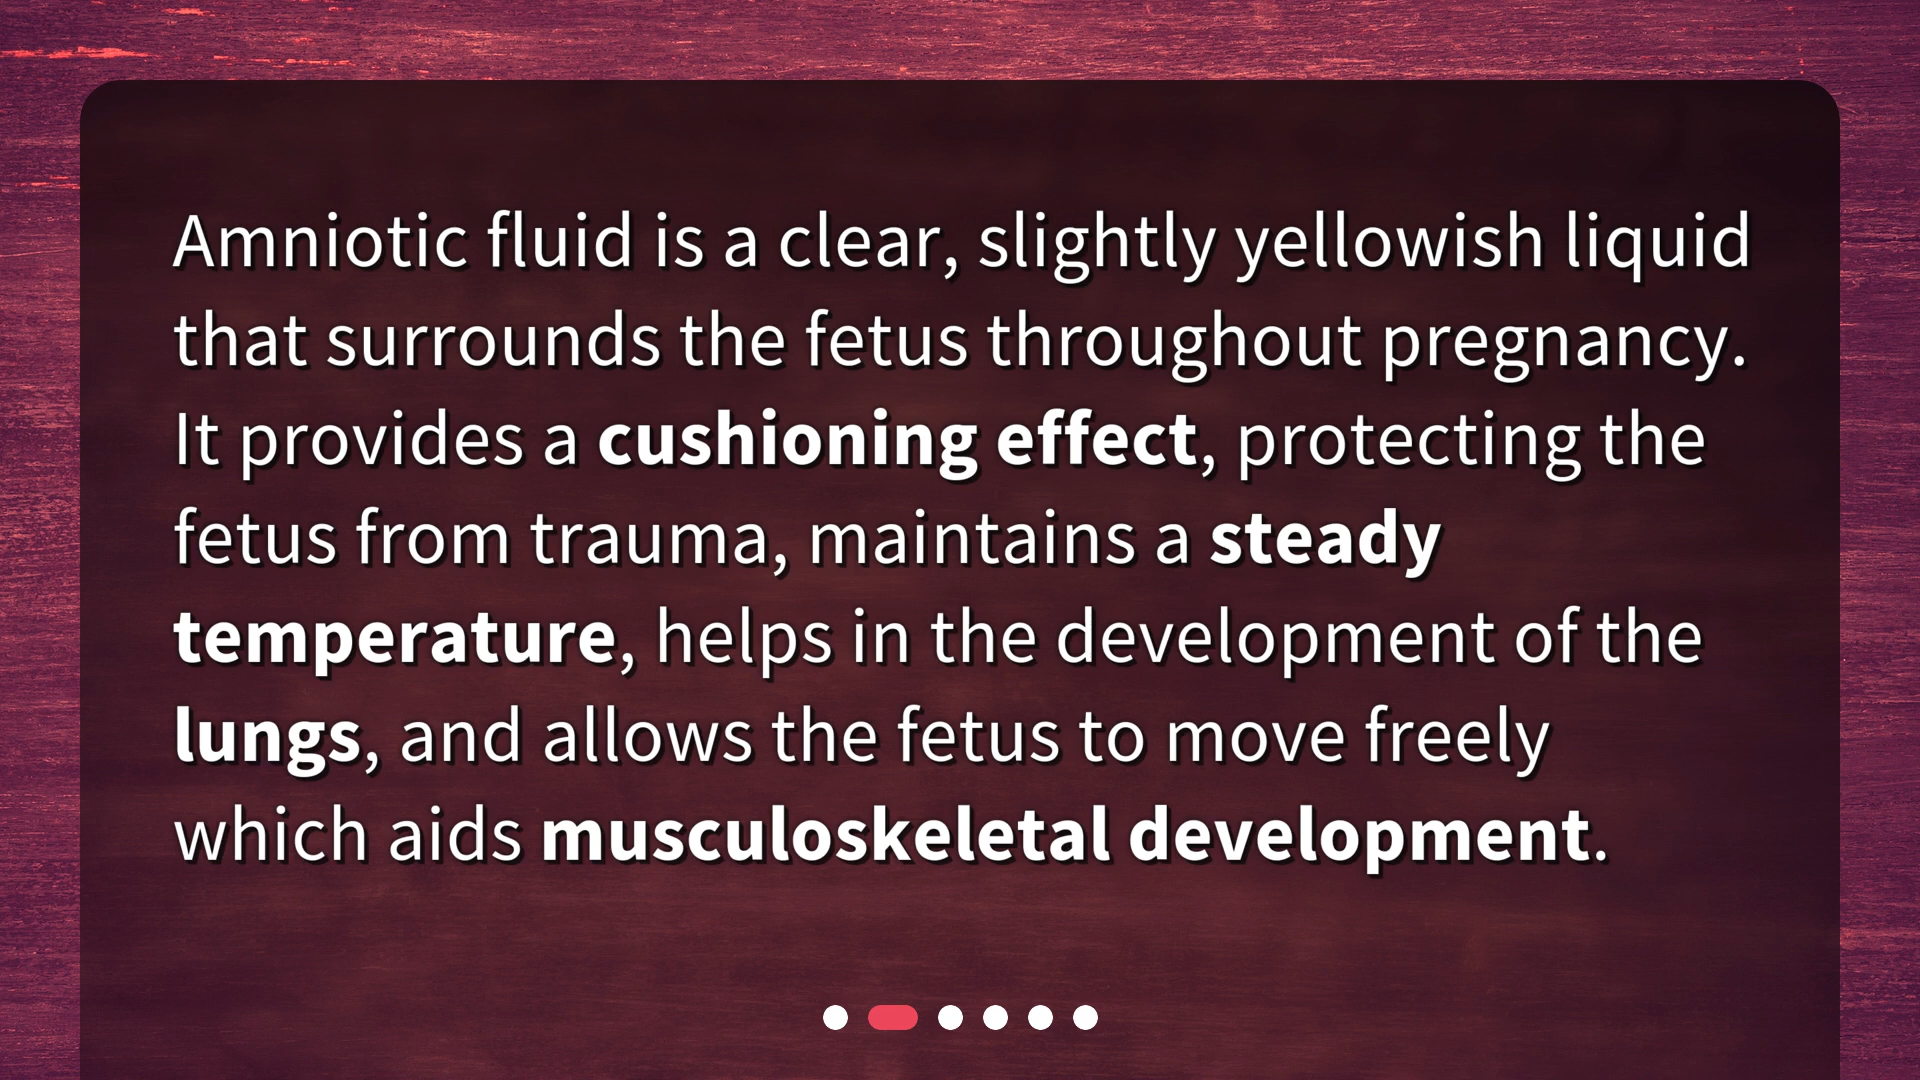 Amniotic fluid is a clear, slightly yellowish liquid
that surrounds the fetus throughout pregnancy.
It provides a cushioning effect, protecting the
fetus from trauma, maintains a steady
temperature, helps in the development of the
lungs, and allows the fetus to move freely
which aids musculoskeletal development.